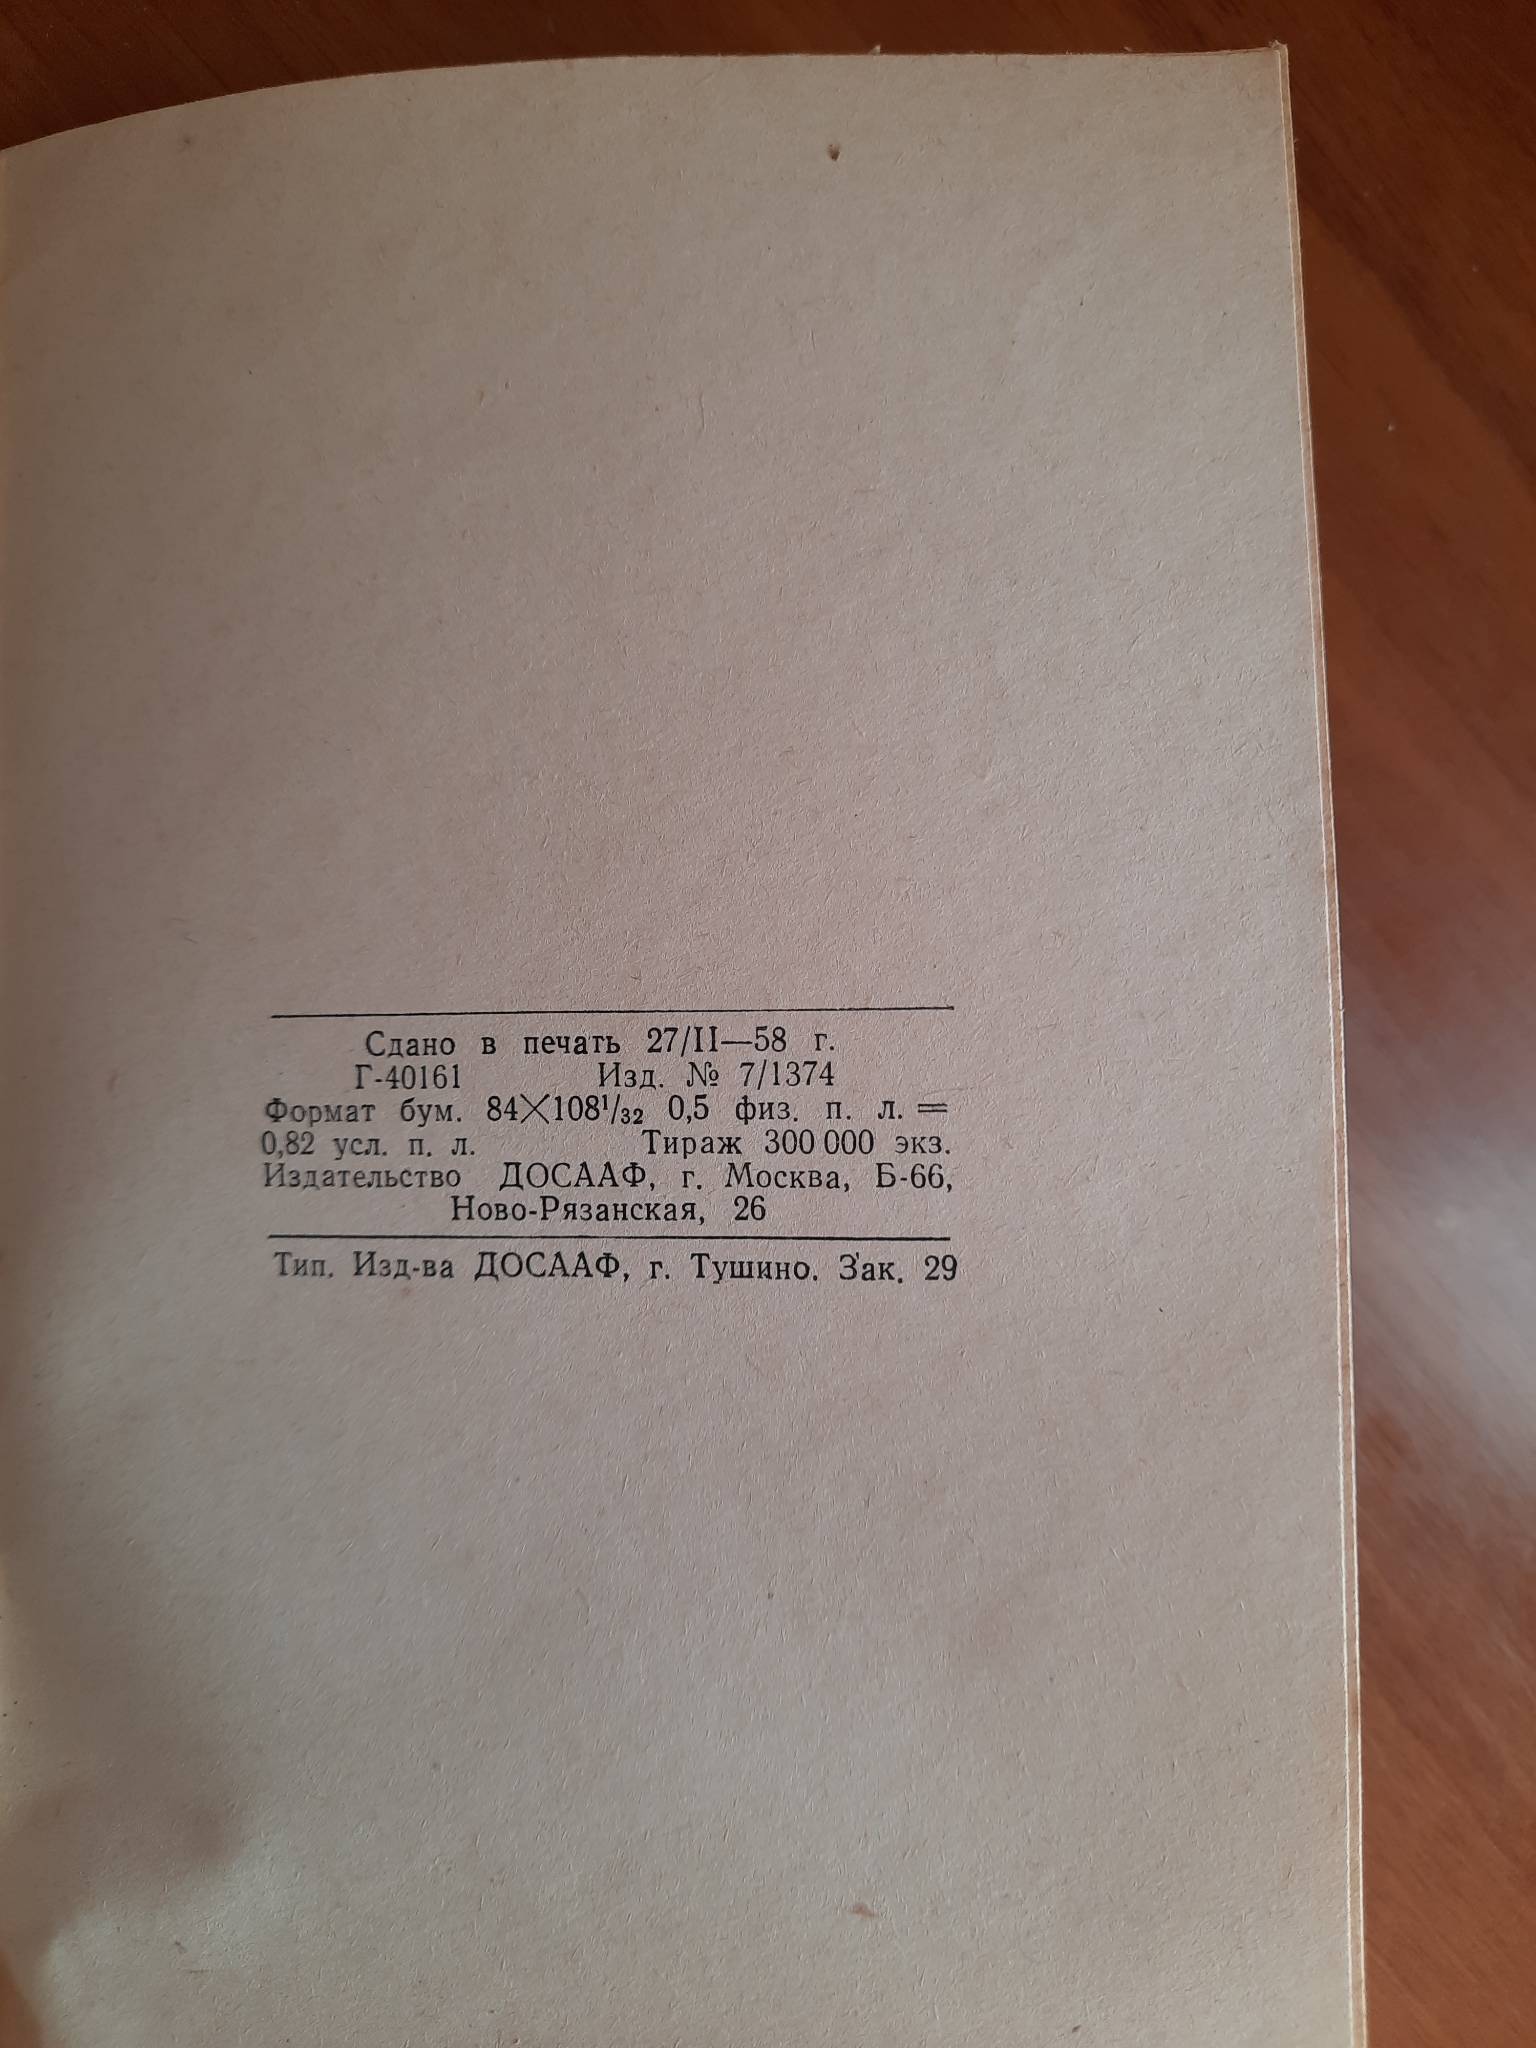 Сдано в печать 27/II—58 г.
Г-40161 Изд. № 7/1374
Формат бум. 84×108¹/₃₂ 0,5 физ. п. л. =
0,82 усл. п. л. Тираж 300 000 экз.
Издательство ДОСААФ, г. Москва, Б-66,
Ново-Рязанская, 26
Тип. Изд-ва ДОСААФ, г. Тушино. Зак. 29